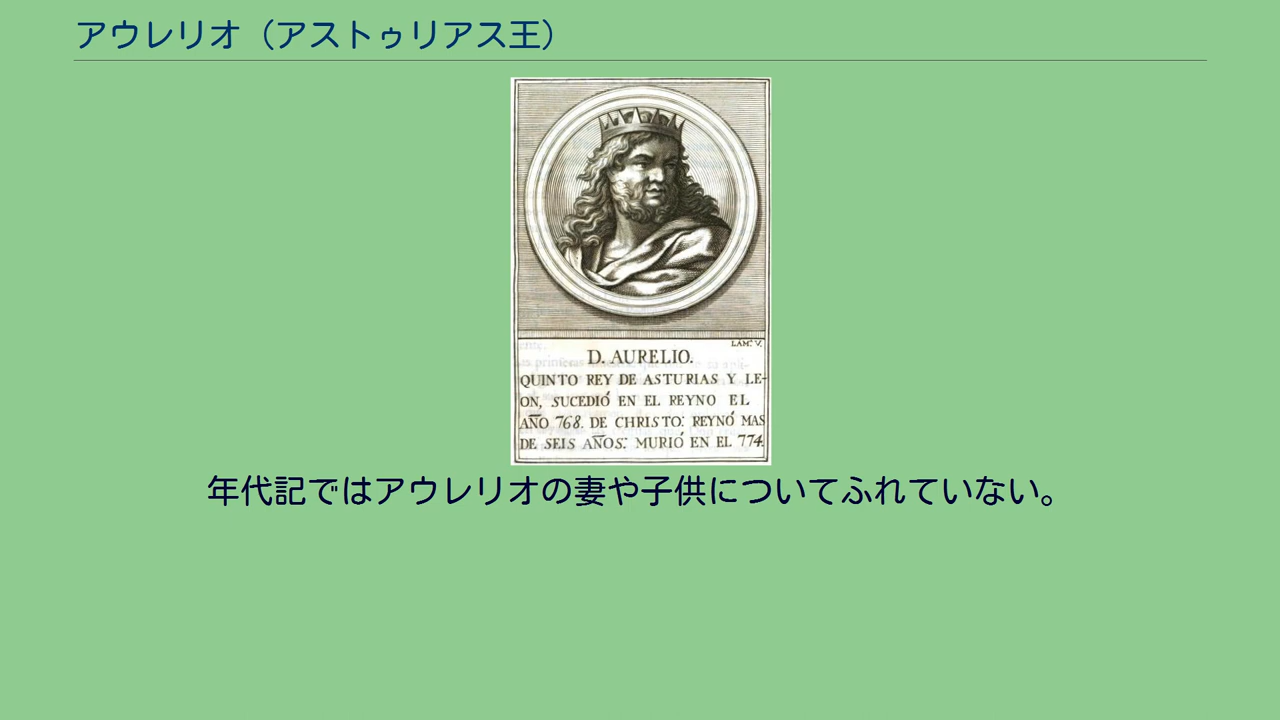 アウレリオ（アストゥリアス王）
LÁM.ª V.
D. AURELIO.
QUINTO REY DE ASTURIAS Y LE-
ON, SUCEDIÓ EN EL REYNO EL
AÑO 768. DE CHRISTO: REYNÓ MAS
DE SEIS AÑOS: MURIÓ EN EL 774.
年代記ではアウレリオの妻や子供についてふれていない。